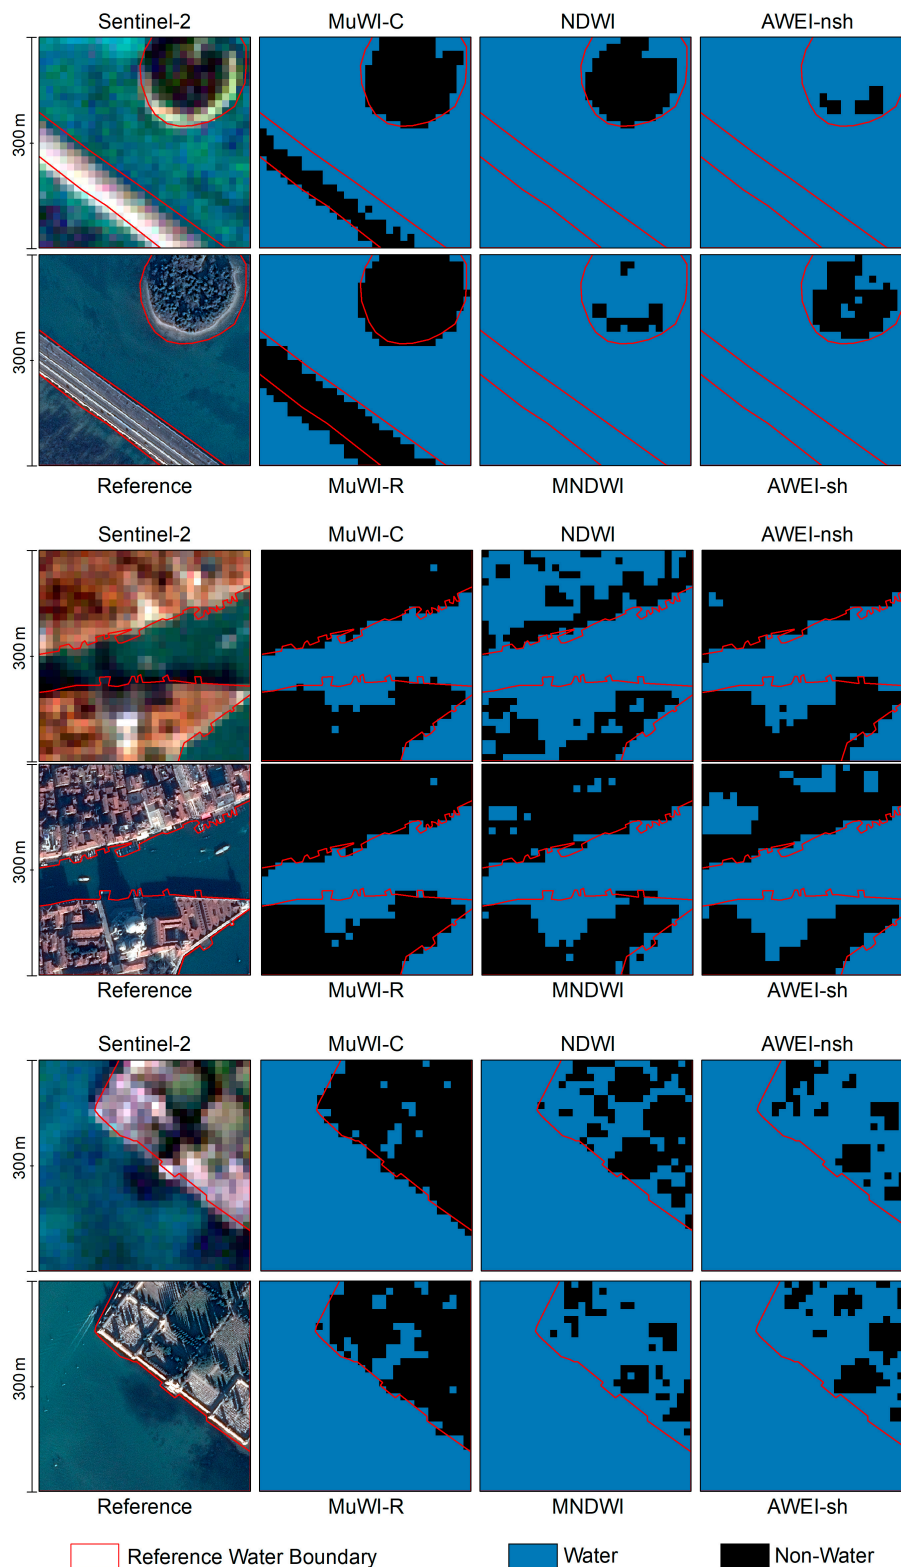 Sentinel-2 MuWI-C NDWI AWEI-nsh
300 m
300 m
Reference MuWI-R MNDWI AWEI-sh
Sentinel-2 MuWI-C NDWI AWEI-nsh
300 m
300 m
Reference MuWI-R MNDWI AWEI-sh
Sentinel-2 MuWI-C NDWI AWEI-nsh
300 m
300 m
Reference MuWI-R MNDWI AWEI-sh
Reference Water Boundary Water Non-Water